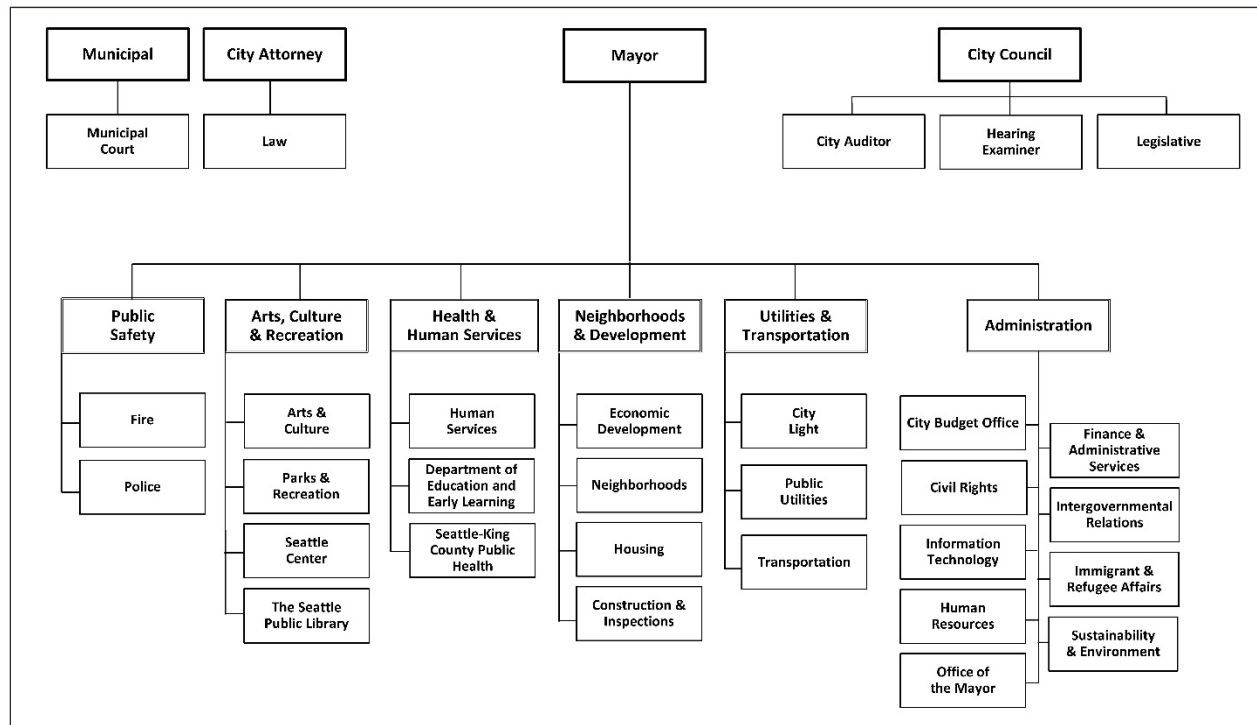 Municipal
City Attorney
Mayor
City Council
Municipal
Court
Law
City Auditor
Hearing
Examiner
Legislative
Public
Safety
Arts, Culture
& Recreation
Health &
Human Services
Neighborhoods
& Development
Utilities &
Transportation
Administration
Fire
Police
Arts &
Culture
Parks &
Recreation
Seattle
Center
The Seattle
Public Library
Human
Services
Department of
Education and
Early Learning
Seattle-King
County Public
Health
Economic
Development
Neighborhoods
Housing
Construction &
Inspections
City
Light
Public
Utilities
Transportation
City Budget Office
Civil Rights
Information
Technology
Human
Resources
Office of
the Mayor
Finance &
Administrative
Services
Intergovernmental
Relations
Immigrant &
Refugee Affairs
Sustainability
& Environment